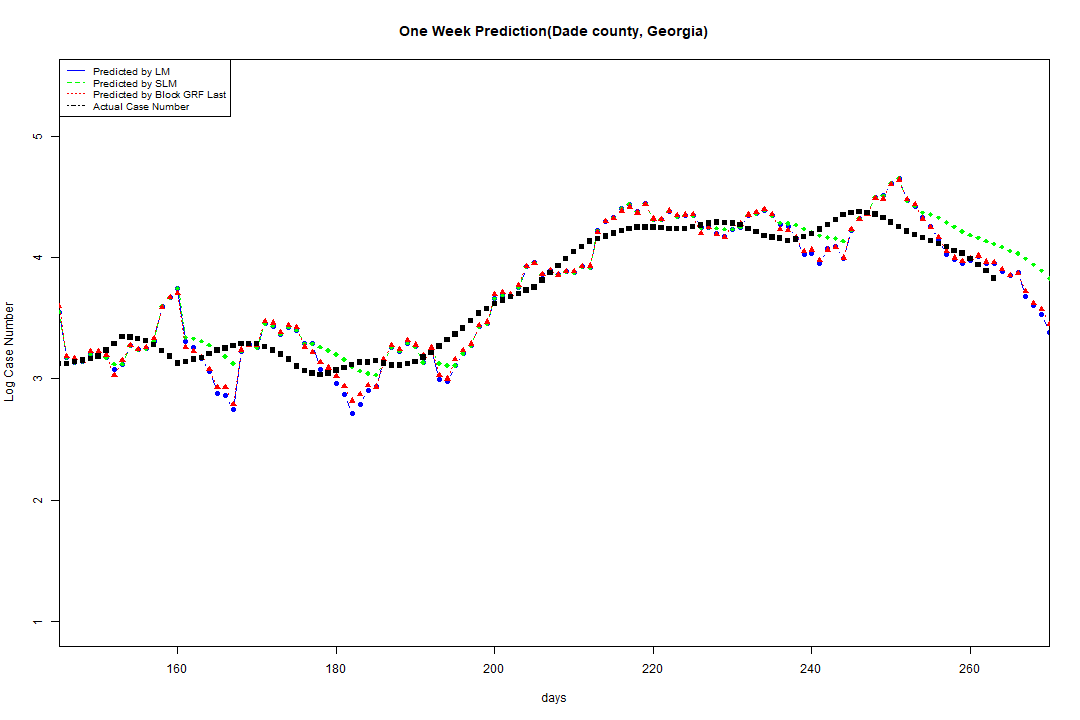 One Week Prediction(Dade county, Georgia)
Predicted by LM
Predicted by SLM
Predicted by Block GRF Last
Actual Case Number
5
4
3
2
1
Log Case Number
160 180 200 220 240 260
days